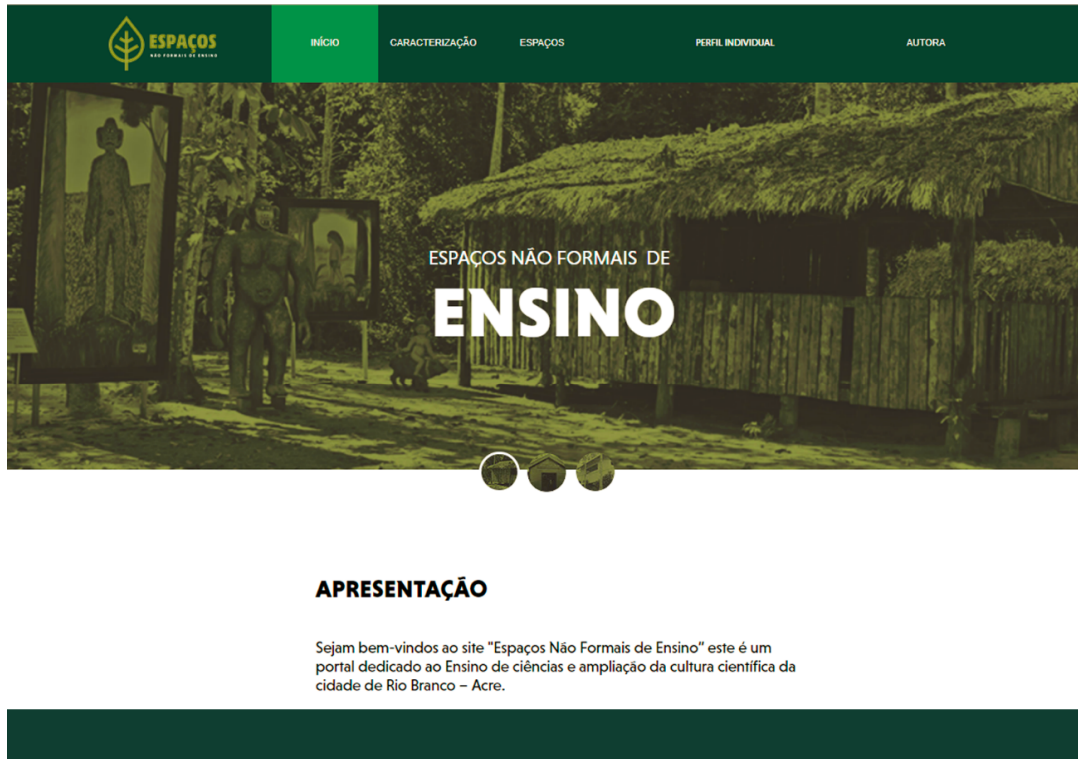 ESPAÇOS
NÃO FORMAIS DE ENSINO
INÍCIO
CARACTERIZAÇÃO
ESPAÇOS
PERFIL INDIVIDUAL
AUTORA
ESPAÇOS NÃO FORMAIS DE
ENSINO
APRESENTAÇÃO
Sejam bem-vindos ao site "Espaços Não Formais de Ensino" este é um
portal dedicado ao Ensino de ciências e ampliação da cultura científica da
cidade de Rio Branco – Acre.